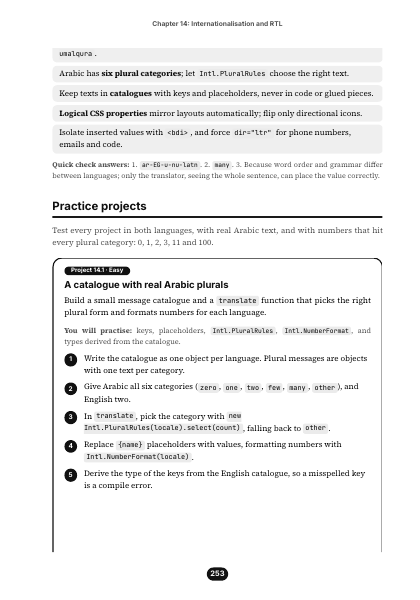 Chapter 14: Internationalisation and RTL
umalqura .
Arabic has six plural categories; let Intl.PluralRules choose the right text.
Keep texts in catalogues with keys and placeholders, never in code or glued pieces.
Logical CSS properties mirror layouts automatically; flip only directional icons.
Isolate inserted values with <bdi> , and force dir="ltr" for phone numbers,
emails and code.
Quick check answers: 1. ar-EG-u-nu-latn . 2. many . 3. Because word order and grammar differ
between languages; only the translator, seeing the whole sentence, can place the value correctly.
Practice projects
Test every project in both languages, with real Arabic text, and with numbers that hit
every plural category: 0, 1, 2, 3, 11 and 100.
Project 14.1 · Easy
A catalogue with real Arabic plurals
Build a small message catalogue and a translate function that picks the right
plural form and formats numbers for each language.
You will practise: keys, placeholders, Intl.PluralRules , Intl.NumberFormat , and
types derived from the catalogue.
1 Write the catalogue as one object per language. Plural messages are objects
with one text per category.
2 Give Arabic all six categories ( zero , one , two , few , many , other ), and
English two.
3 In translate , pick the category with new
Intl.PluralRules(locale).select(count) , falling back to other .
4 Replace {name} placeholders with values, formatting numbers with
Intl.NumberFormat(locale) .
5 Derive the type of the keys from the English catalogue, so a misspelled key
is a compile error.
253